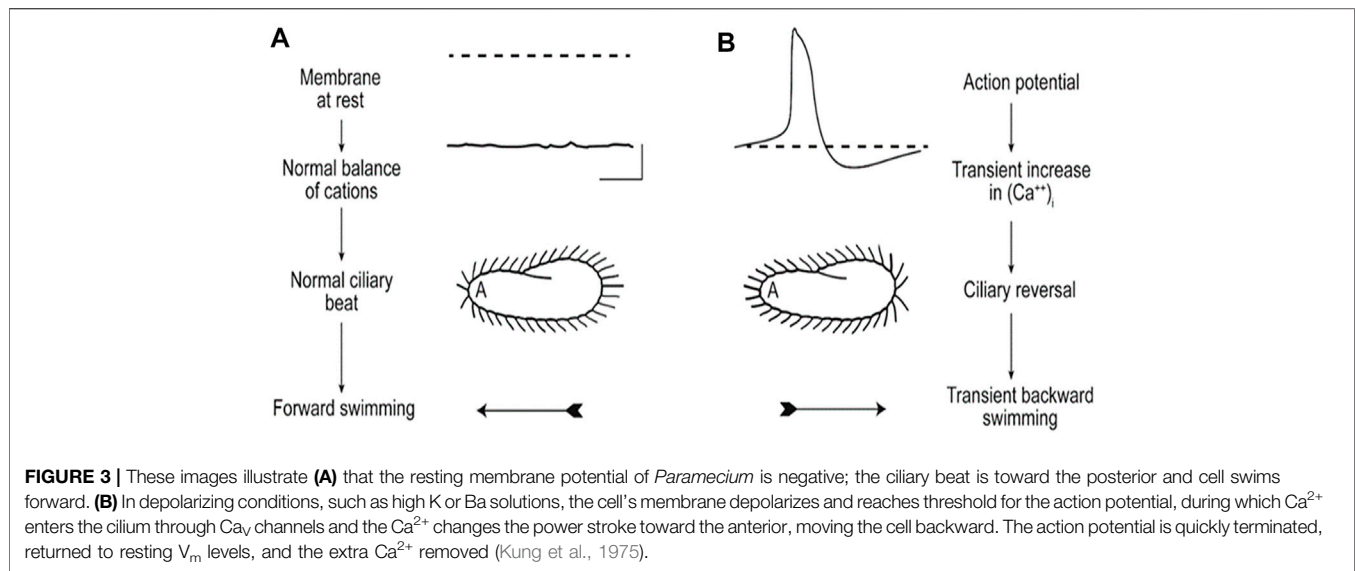 A
Membrane
at rest
Normal balance
of cations
Normal ciliary
beat
Forward swimming
A
B
A
Action potential
Transient increase
in (Ca⁺⁺)ᵢ
Ciliary reversal
Transient backward
swimming
FIGURE 3 | These images illustrate (A) that the resting membrane potential of Paramecium is negative; the ciliary beat is toward the posterior and cell swims
forward. (B) In depolarizing conditions, such as high K or Ba solutions, the cell's membrane depolarizes and reaches threshold for the action potential, during which Ca²⁺
enters the cilium through Caᵥ channels and the Ca²⁺ changes the power stroke toward the anterior, moving the cell backward. The action potential is quickly terminated,
returned to resting Vₘ levels, and the extra Ca²⁺ removed (Kung et al., 1975).